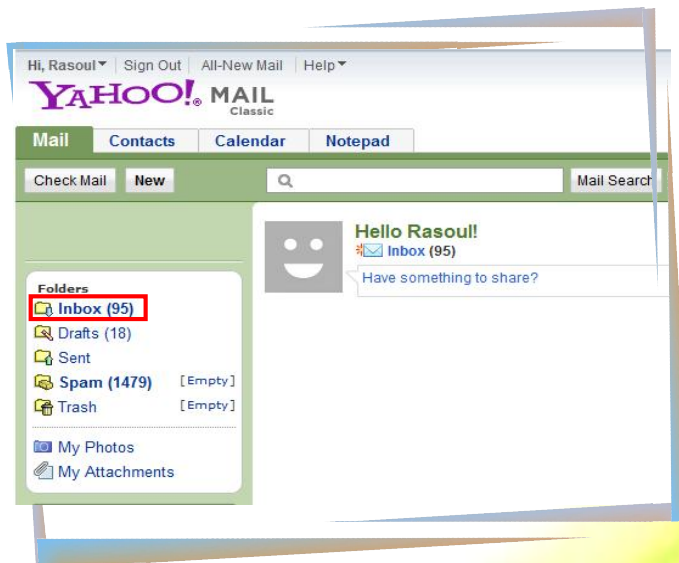 Hi, Rasoul Sign Out All-New Mail Help
YAHOO!® MAIL
Classic
Mail Contacts Calendar Notepad
Check Mail New Mail Search
Hello Rasoul!
Inbox (95)
Have something to share?
Folders
Inbox (95)
Drafts (18)
Sent
Spam (1479) [Empty]
Trash [Empty]
My Photos
My Attachments